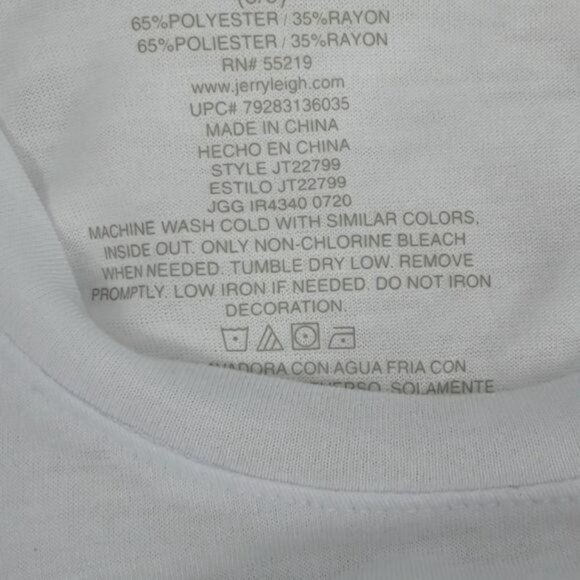 65%POLYESTER / 35%RAYON
65%POLIESTER / 35%RAYON
RN# 55219
www.jerryleigh.com
UPC# 79283136035
MADE IN CHINA
HECHO EN CHINA
STYLE JT22799
ESTILO JT22799
JGG IR4340 0720
MACHINE WASH COLD WITH SIMILAR COLORS,
INSIDE OUT. ONLY NON-CHLORINE BLEACH
WHEN NEEDED. TUMBLE DRY LOW. REMOVE
PROMPTLY. LOW IRON IF NEEDED. DO NOT IRON
DECORATION.
CON AGUA FRIA CON
SOLAMENTE